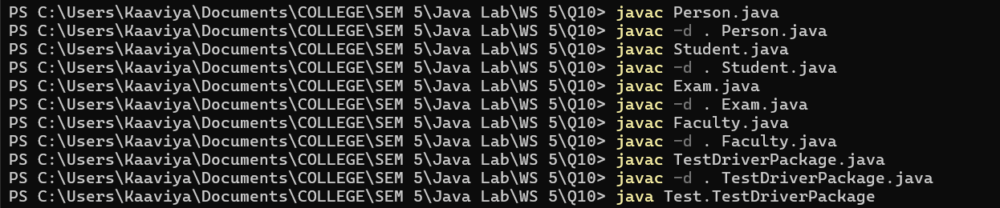 PS C:\Users\Kaaviya\Documents\COLLEGE\SEM 5\Java Lab\WS 5\Q10> javac Person.java
PS C:\Users\Kaaviya\Documents\COLLEGE\SEM 5\Java Lab\WS 5\Q10> javac -d . Person.java
PS C:\Users\Kaaviya\Documents\COLLEGE\SEM 5\Java Lab\WS 5\Q10> javac Student.java
PS C:\Users\Kaaviya\Documents\COLLEGE\SEM 5\Java Lab\WS 5\Q10> javac -d . Student.java
PS C:\Users\Kaaviya\Documents\COLLEGE\SEM 5\Java Lab\WS 5\Q10> javac Exam.java
PS C:\Users\Kaaviya\Documents\COLLEGE\SEM 5\Java Lab\WS 5\Q10> javac -d . Exam.java
PS C:\Users\Kaaviya\Documents\COLLEGE\SEM 5\Java Lab\WS 5\Q10> javac Faculty.java
PS C:\Users\Kaaviya\Documents\COLLEGE\SEM 5\Java Lab\WS 5\Q10> javac -d . Faculty.java
PS C:\Users\Kaaviya\Documents\COLLEGE\SEM 5\Java Lab\WS 5\Q10> javac TestDriverPackage.java
PS C:\Users\Kaaviya\Documents\COLLEGE\SEM 5\Java Lab\WS 5\Q10> javac -d . TestDriverPackage.java
PS C:\Users\Kaaviya\Documents\COLLEGE\SEM 5\Java Lab\WS 5\Q10> java Test.TestDriverPackage